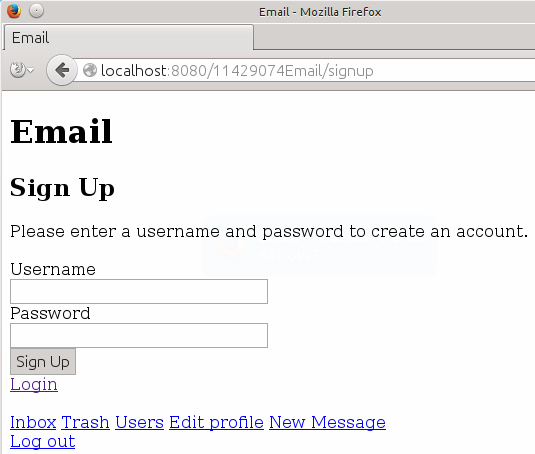 Email - Mozilla Firefox
Email
localhost:8080/11429074Email/signup
Email
Sign Up
Please enter a username and password to create an account.
Username
Password
Sign Up
Login
Inbox Trash Users Edit profile New Message
Log out